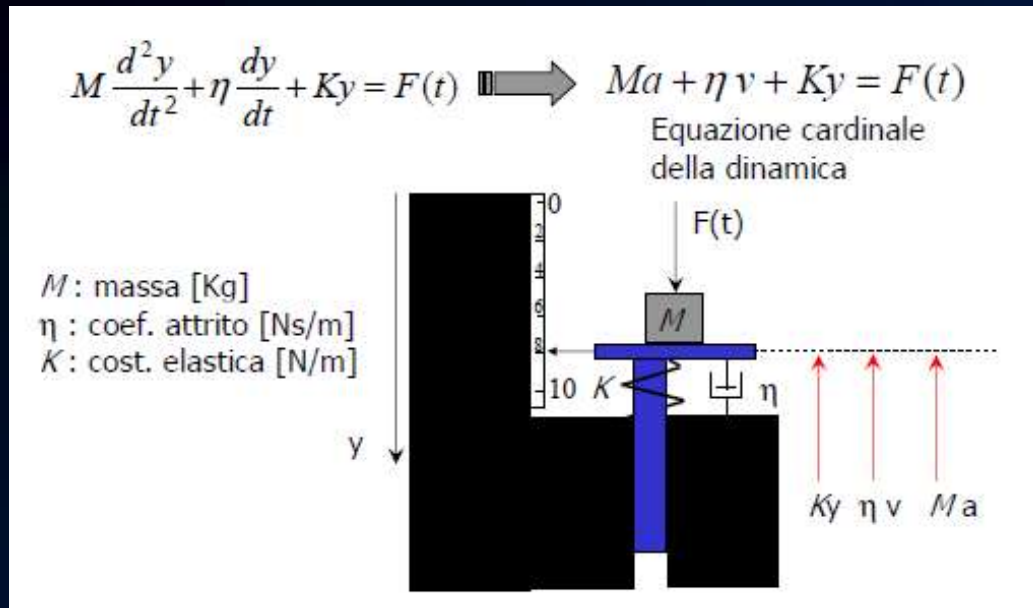 M d²y/dt² + η dy/dt + Ky = F(t) Ma + η v + Ky = F(t)
Equazione cardinale
della dinamica
F(t)
M : massa [Kg]
η : coef. attrito [Ns/m]
K : cost. elastica [N/m]
0
2
4
6
8
10
M
K
η
y
Ky η v M a